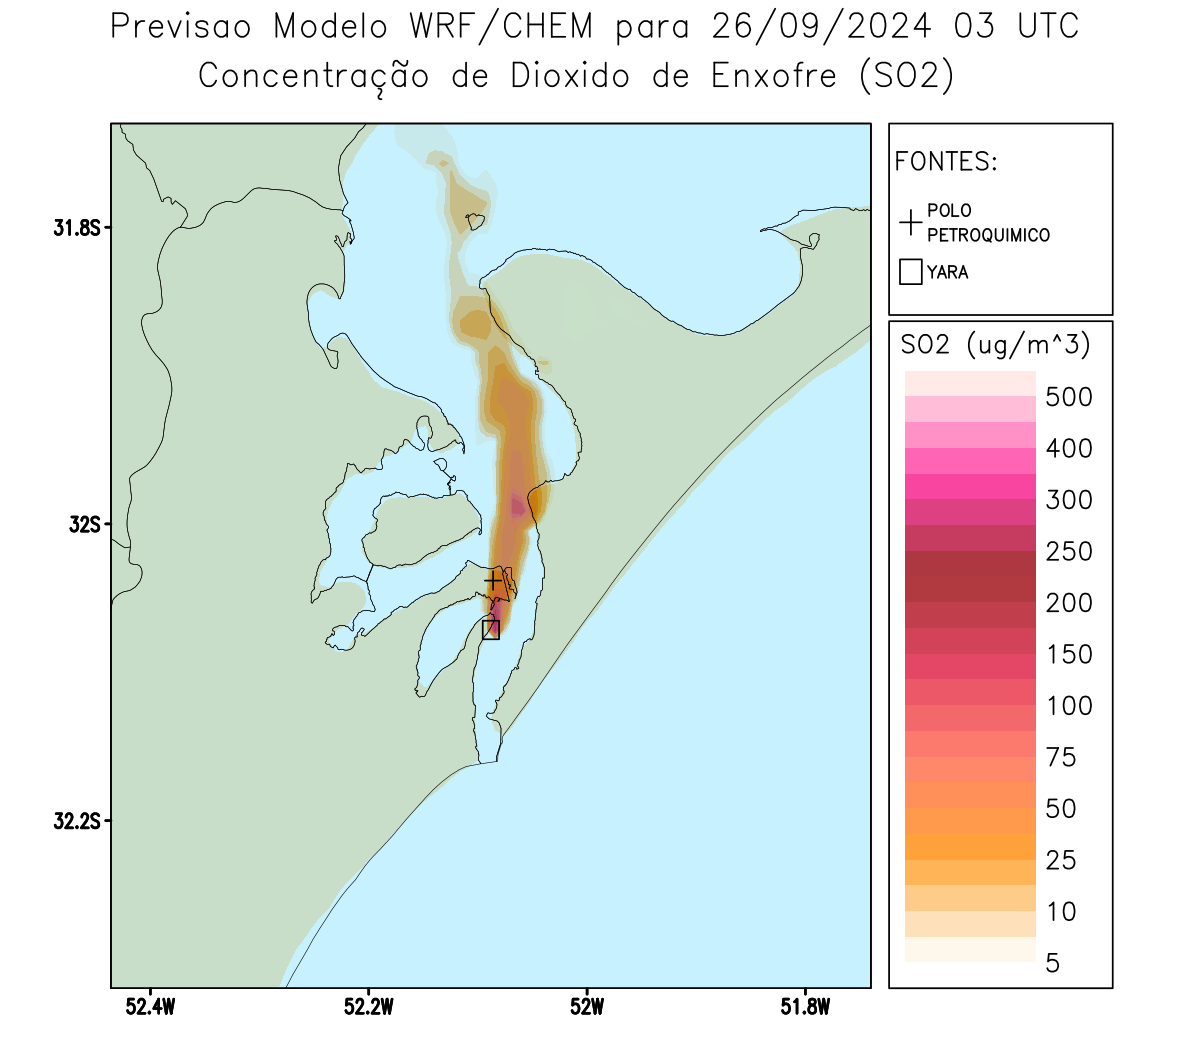 Previsao Modelo WRF/CHEM para 26/09/2024 03 UTC
Concentração de Dioxido de Enxofre (SO2)
FONTES:
POLO
PETROQUIMICO
YARA
SO2 (ug/m^3)
500
400
300
250
200
150
100
75
50
25
10
5
31.8S
32S
32.2S
52.4W
52.2W
52W
51.8W